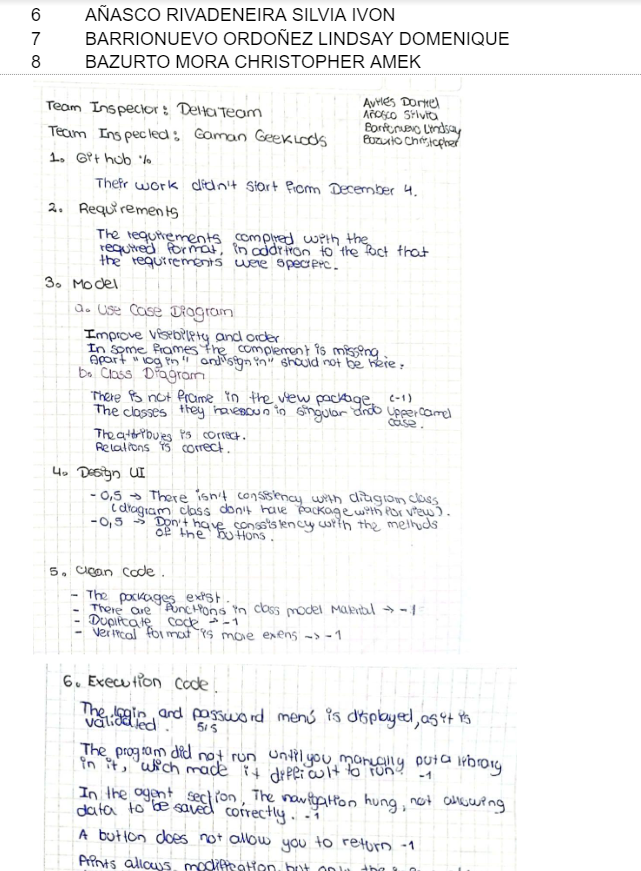 6 AÑASCO RIVADENEIRA SILVIA IVON
7 BARRIONUEVO ORDOÑEZ LINDSAY DOMENIQUE
8 BAZURTO MORA CHRISTOPHER AMEK
Team Inspector: DeltaTeam
Avilés Daniel
Añasco Silvia
Team Inspected: Gaman GeekLods
Barrionuevo Lindsay
Bazurto Christopher
1. Git hub %
Their work didn't start from December 4.
2. Requirements
The requirements complied with the
required format, in addition to the fact that
the requirements were specific.
3. Model
a. Use Case Diagram
Improve visibility and order
In some frames the complement is missing
Apart "log in" and "sign in" should not be here.
b. Class Diagram
There is not frame in the view package (-1)
The classes they have noun in singular and UpperCamel
case.
The attribues is correct.
Relations is correct.
4. Design UI
- 0,5 → There isn't consistency with diagram class
(diagram class don't have package with for view).
- 0,5 → Don't have consistency with the methods
of the buttons.
5. Clean Code.
- The packages exist.
- There are functions in class model Material → -1
- Duplicate code → -1
- Vertical format is more exens -> -1
6. Execution Code.
The login and password menú is displayed, as it is
validated. 5/5
The program did not run until you manually put a library
in it, wich made it difficult to run. -1
In the agent section, The navigation hung, not allowing
data to be saved correctly. -1
A button does not allow you to return -1
Prints allows modification but only the